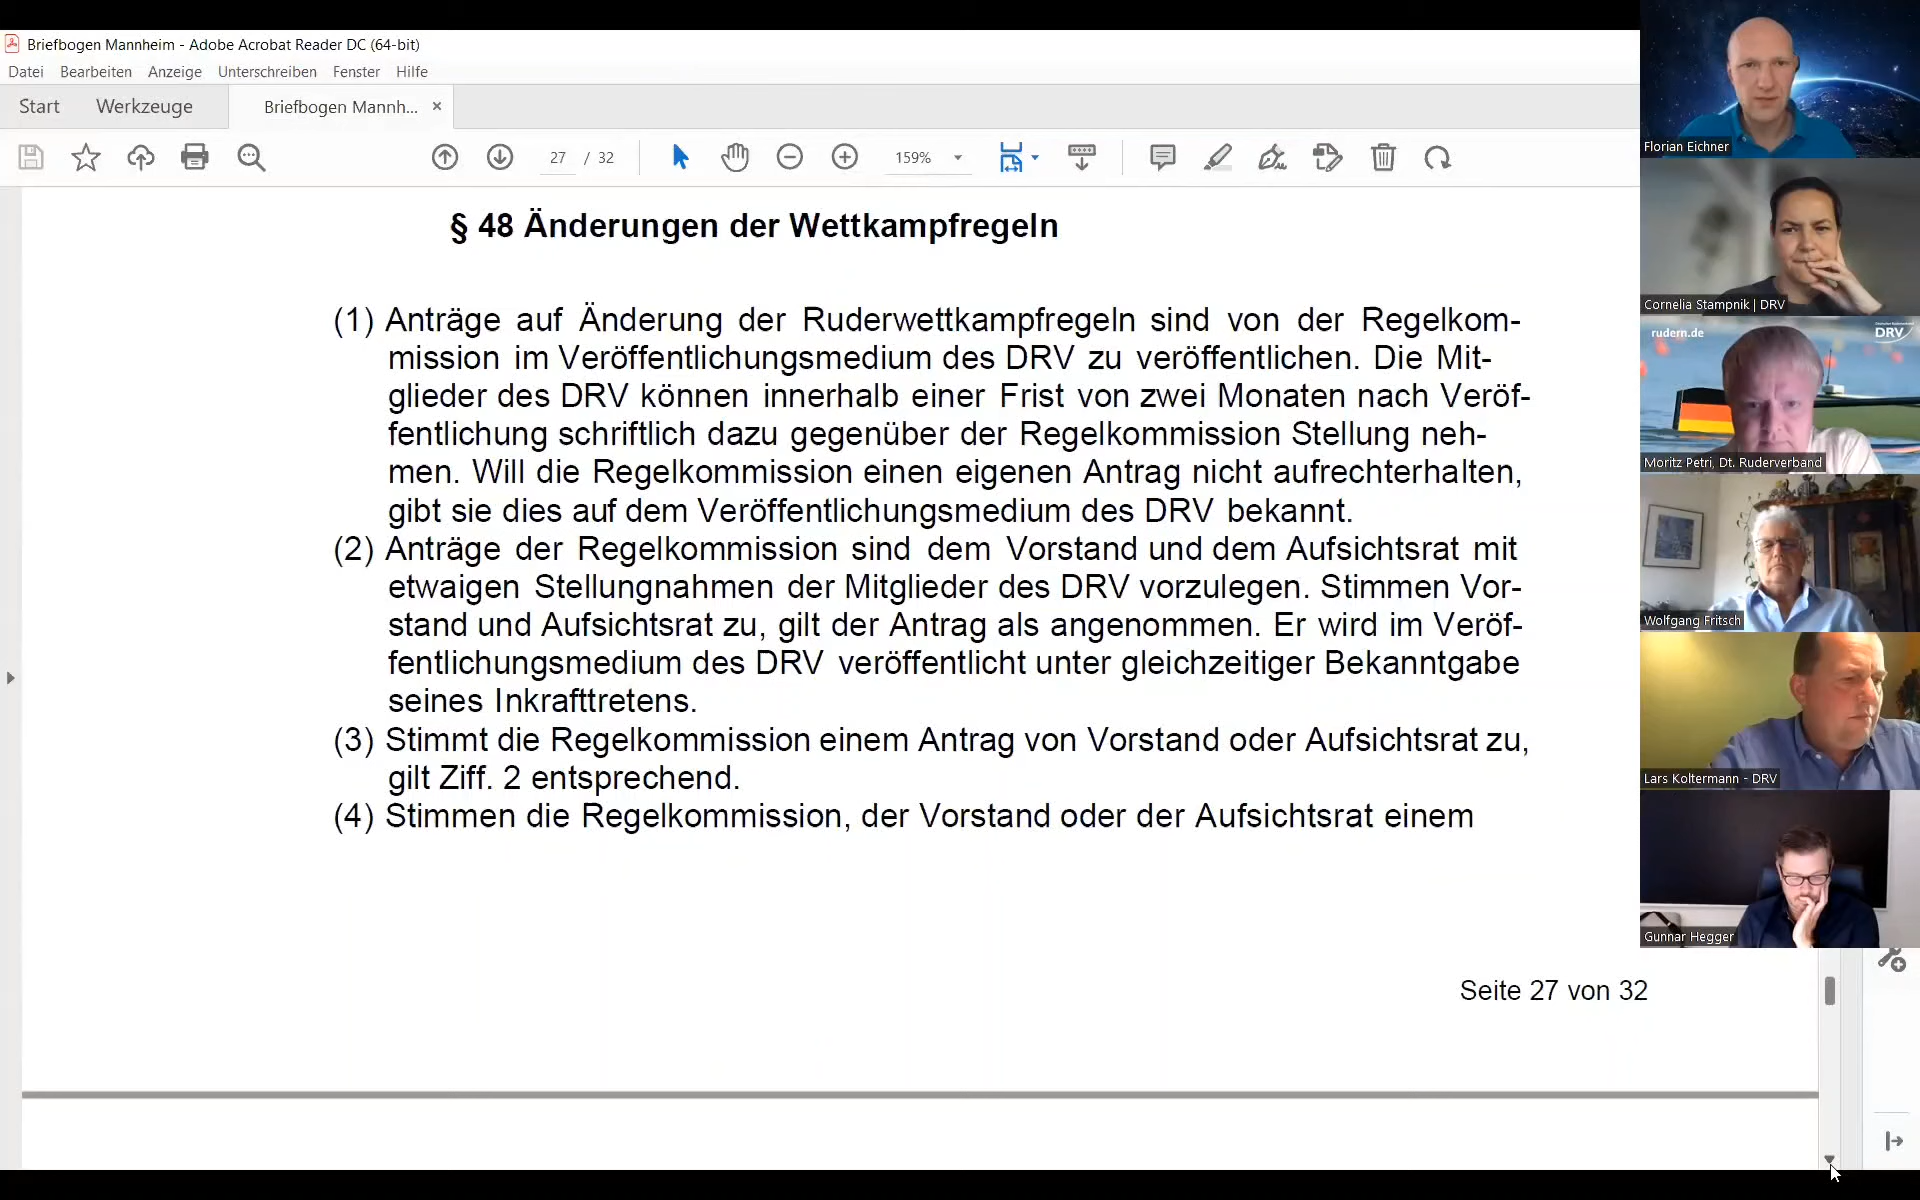 Briefbogen Mannheim - Adobe Acrobat Reader DC (64-bit)
Datei Bearbeiten Anzeige Unterschreiben Fenster Hilfe
Start Werkzeuge Briefbogen Mannh... ×
27 / 32 159%
§ 48 Änderungen der Wettkampfregeln
(1) Anträge auf Änderung der Ruderwettkampfregeln sind von der Regelkom-
mission im Veröffentlichungsmedium des DRV zu veröffentlichen. Die Mit-
glieder des DRV können innerhalb einer Frist von zwei Monaten nach Veröf-
fentlichung schriftlich dazu gegenüber der Regelkommission Stellung neh-
men. Will die Regelkommission einen eigenen Antrag nicht aufrechterhalten,
gibt sie dies auf dem Veröffentlichungsmedium des DRV bekannt.
(2) Anträge der Regelkommission sind dem Vorstand und dem Aufsichtsrat mit
etwaigen Stellungnahmen der Mitglieder des DRV vorzulegen. Stimmen Vor-
stand und Aufsichtsrat zu, gilt der Antrag als angenommen. Er wird im Veröf-
fentlichungsmedium des DRV veröffentlicht unter gleichzeitiger Bekanntgabe
seines Inkrafttretens.
(3) Stimmt die Regelkommission einem Antrag von Vorstand oder Aufsichtsrat zu,
gilt Ziff. 2 entsprechend.
(4) Stimmen die Regelkommission, der Vorstand oder der Aufsichtsrat einem
Seite 27 von 32
Florian Eichner
Cornelia Stampnik | DRV
rudern.de
DRV
Moritz Petri, Dt. Ruderverband
Wolfgang Fritsch
Lars Koltermann - DRV
Gunnar Hegger